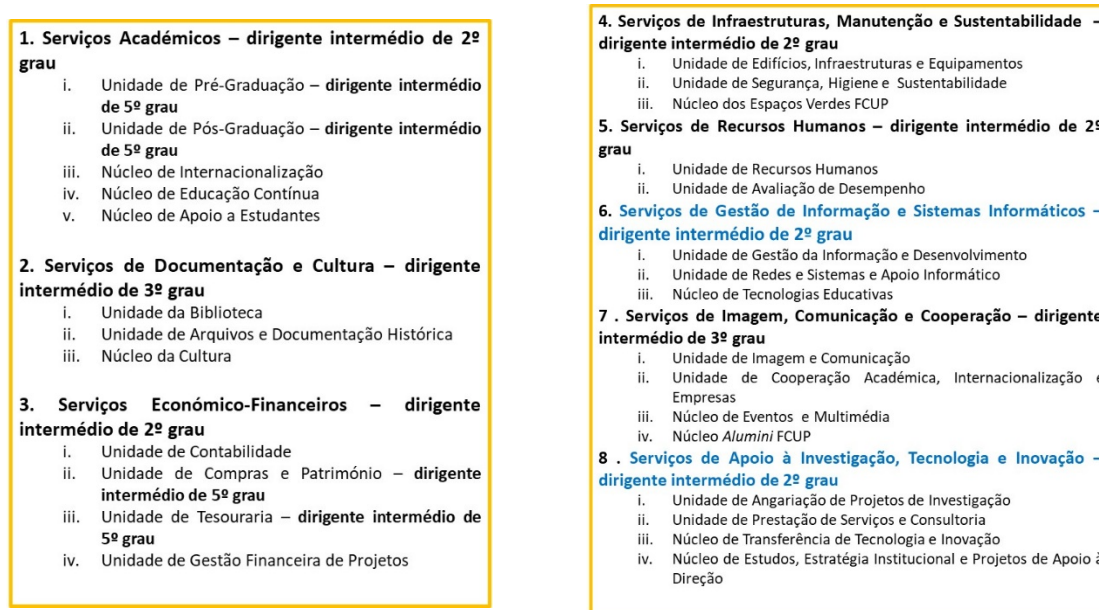 1. Serviços Académicos – dirigente intermédio de 2º
grau
i. Unidade de Pré-Graduação – dirigente intermédio
de 5º grau
ii. Unidade de Pós-Graduação – dirigente intermédio
de 5º grau
iii. Núcleo de Internacionalização
iv. Núcleo de Educação Contínua
v. Núcleo de Apoio a Estudantes
2. Serviços de Documentação e Cultura – dirigente
intermédio de 3º grau
i. Unidade da Biblioteca
ii. Unidade de Arquivos e Documentação Histórica
iii. Núcleo da Cultura
3. Serviços Económico-Financeiros – dirigente
intermédio de 2º grau
i. Unidade de Contabilidade
ii. Unidade de Compras e Património – dirigente
intermédio de 5º grau
iii. Unidade de Tesouraria – dirigente intermédio de
5º grau
iv. Unidade de Gestão Financeira de Projetos
4. Serviços de Infraestruturas, Manutenção e Sustentabilidade –
dirigente intermédio de 2º grau
i. Unidade de Edifícios, Infraestruturas e Equipamentos
ii. Unidade de Segurança, Higiene e Sustentabilidade
iii. Núcleo dos Espaços Verdes FCUP
5. Serviços de Recursos Humanos – dirigente intermédio de 2º
grau
i. Unidade de Recursos Humanos
ii. Unidade de Avaliação de Desempenho
6. Serviços de Gestão de Informação e Sistemas Informáticos –
dirigente intermédio de 2º grau
i. Unidade de Gestão da Informação e Desenvolvimento
ii. Unidade de Redes e Sistemas e Apoio Informático
iii. Núcleo de Tecnologias Educativas
7 . Serviços de Imagem, Comunicação e Cooperação – dirigente
intermédio de 3º grau
i. Unidade de Imagem e Comunicação
ii. Unidade de Cooperação Académica, Internacionalização e
Empresas
iii. Núcleo de Eventos e Multimédia
iv. Núcleo Alumini FCUP
8 . Serviços de Apoio à Investigação, Tecnologia e Inovação –
dirigente intermédio de 2º grau
i. Unidade de Angariação de Projetos de Investigação
ii. Unidade de Prestação de Serviços e Consultoria
iii. Núcleo de Transferência de Tecnologia e Inovação
iv. Núcleo de Estudos, Estratégia Institucional e Projetos de Apoio à
Direção